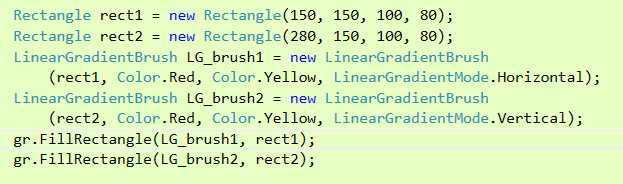 Rectangle rect1 = new Rectangle(150, 150, 100, 80);
Rectangle rect2 = new Rectangle(280, 150, 100, 80);
LinearGradientBrush LG_brush1 = new LinearGradientBrush
(rect1, Color.Red, Color.Yellow, LinearGradientMode.Horizontal);
LinearGradientBrush LG_brush2 = new LinearGradientBrush
(rect2, Color.Red, Color.Yellow, LinearGradientMode.Vertical);
gr.FillRectangle(LG_brush1, rect1);
gr.FillRectangle(LG_brush2, rect2);